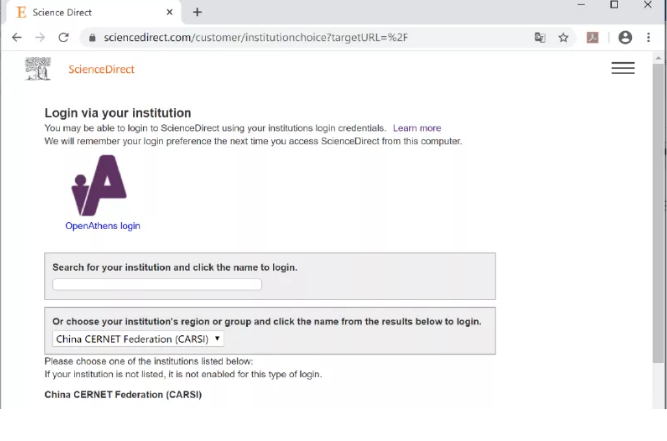 Science Direct
sciencedirect.com/customer/institutionchoice?targetURL=%2F
ScienceDirect
Login via your institution
You may be able to login to ScienceDirect using your institutions login credentials. Learn more
We will remember your login preference the next time you access ScienceDirect from this computer.
OpenAthens login
Search for your institution and click the name to login.
Or choose your institution's region or group and click the name from the results below to login.
China CERNET Federation (CARSI)
Please choose one of the institutions listed below:
If your institution is not listed, it is not enabled for this type of login.
China CERNET Federation (CARSI)